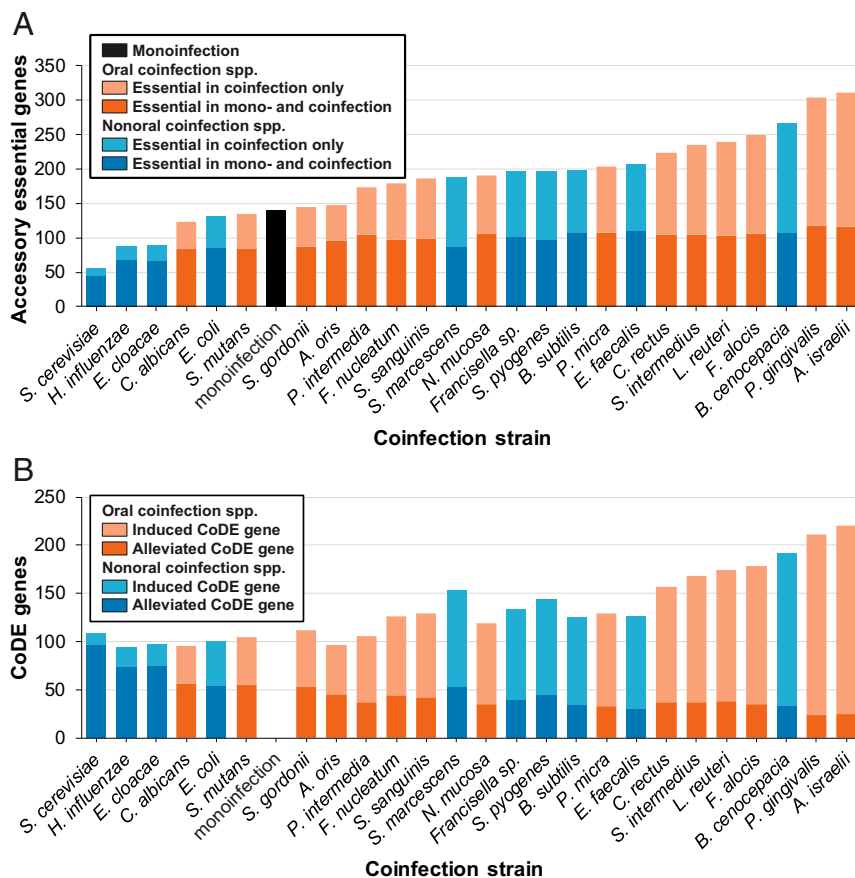 A
Monoinfection
Oral coinfection spp.
Essential in coinfection only
Essential in mono- and coinfection
Nonoral coinfection spp.
Essential in coinfection only
Essential in mono- and coinfection
Accessory essential genes
350
300
250
200
150
100
50
0
S. cerevisiae
H. influenzae
E. cloacae
C. albicans
E. coli
S. mutans
monoinfection
S. gordonii
A. oris
P. intermedia
F. nucleatum
S. sanguinis
S. marcescens
N. mucosa
Francisella sp.
S. pyogenes
B. subtilis
P. micra
E. faecalis
C. rectus
S. intermedius
L. reuteri
F. alocis
B. cenocepacia
P. gingivalis
A. israelii
Coinfection strain
B
Oral coinfection spp.
Induced CoDE gene
Alleviated CoDE gene
Nonoral coinfection spp.
Induced CoDE gene
Alleviated CoDE gene
CoDE genes
250
200
150
100
50
0
S. cerevisiae
H. influenzae
E. cloacae
C. albicans
E. coli
S. mutans
monoinfection
S. gordonii
A. oris
P. intermedia
F. nucleatum
S. sanguinis
S. marcescens
N. mucosa
Francisella sp.
S. pyogenes
B. subtilis
P. micra
E. faecalis
C. rectus
S. intermedius
L. reuteri
F. alocis
B. cenocepacia
P. gingivalis
A. israelii
Coinfection strain